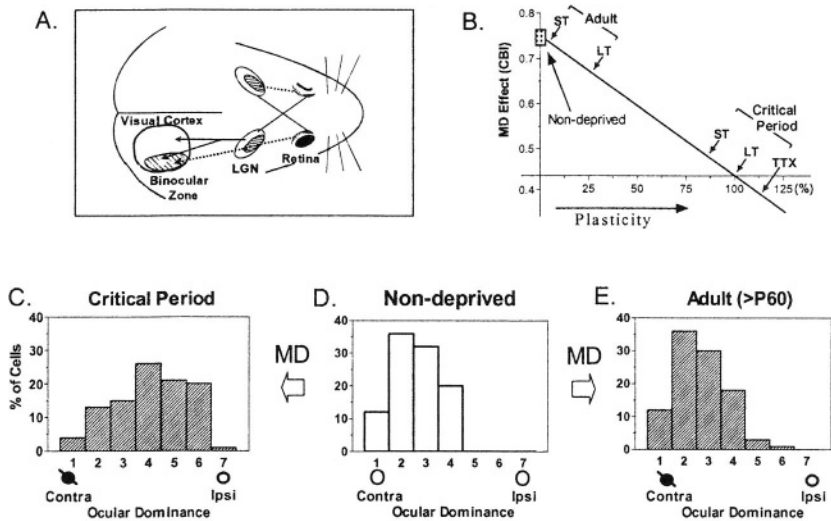 A.
Visual Cortex
Binocular
Zone
LGN
Retina
B.
MD Effect (CBI)
0.8
0.7
0.6
0.5
0.4
ST
Adult
LT
Non-deprived
Critical
Period
ST
LT
TTX
0 25 50 75 100 125 (%)
Plasticity
C.
Critical Period
% of Cells
40
30
20
10
0
1 2 3 4 5 6 7
Contra Ipsi
Ocular Dominance
MD
D.
Non-deprived
40
30
20
10
0
1 2 3 4 5 6 7
Contra Ipsi
Ocular Dominance
MD
E.
Adult (>P60)
40
30
20
10
0
1 2 3 4 5 6 7
Contra Ipsi
Ocular Dominance